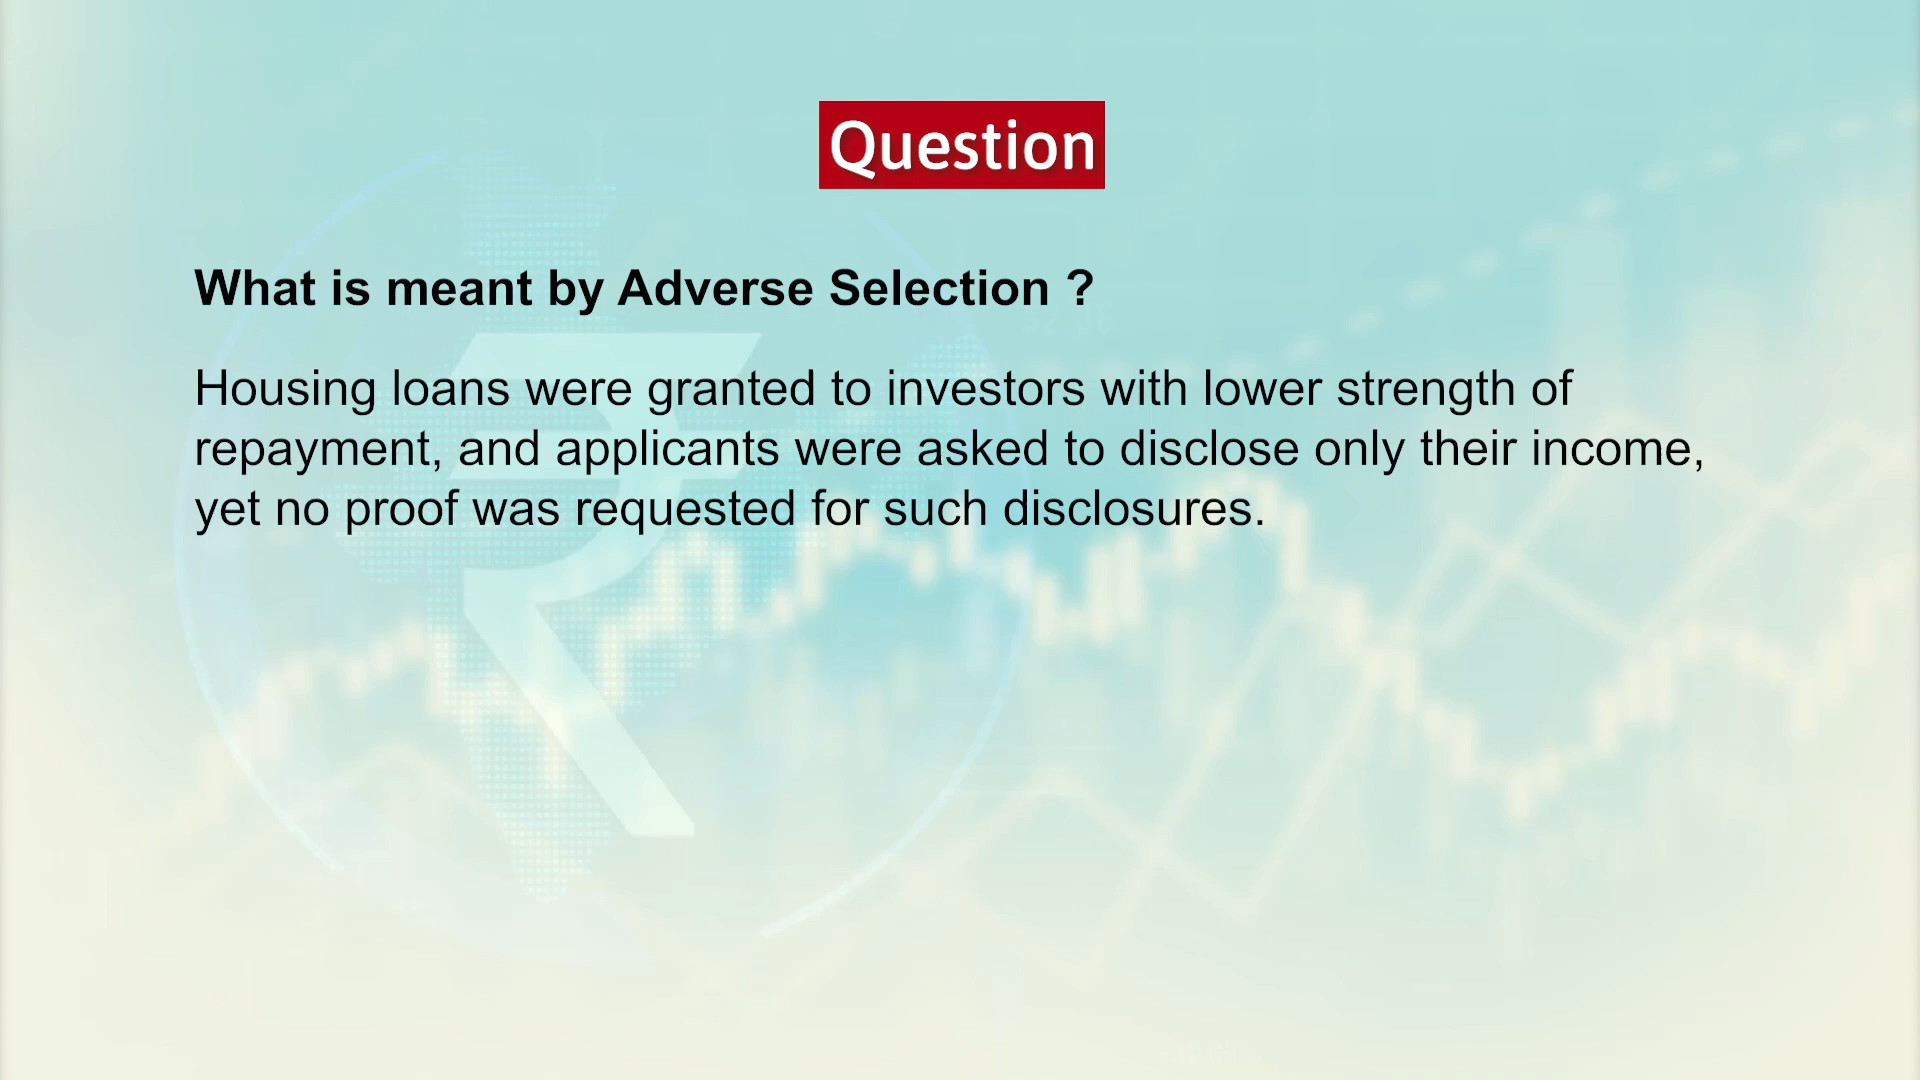 Question
What is meant by Adverse Selection ?
Housing loans were granted to investors with lower strength of
repayment, and applicants were asked to disclose only their income,
yet no proof was requested for such disclosures.